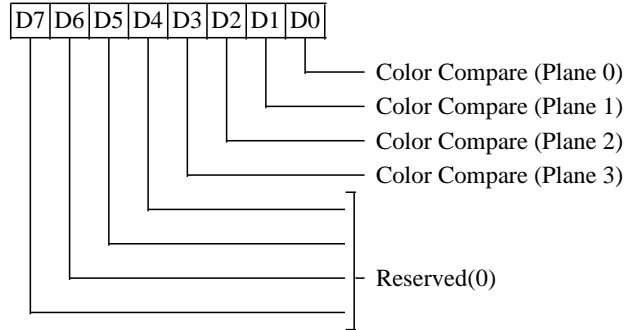 D7 D6 D5 D4 D3 D2 D1 D0
Color Compare (Plane 0)
Color Compare (Plane 1)
Color Compare (Plane 2)
Color Compare (Plane 3)
Reserved(0)